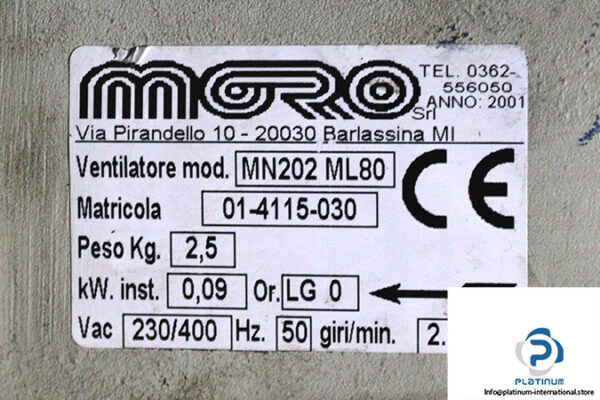 moro
Srl
TEL. 0362-
556050
ANNO: 2001
Via Pirandello 10 - 20030 Barlassina MI
Ventilatore mod. MN202 ML80
CE
Matricola 01-4115-030
Peso Kg. 2,5
kW. inst. 0,09 Or. LG 0
Vac 230/400 Hz. 50 giri/min. 2.
PLATINUM
Info@platinum-international.store